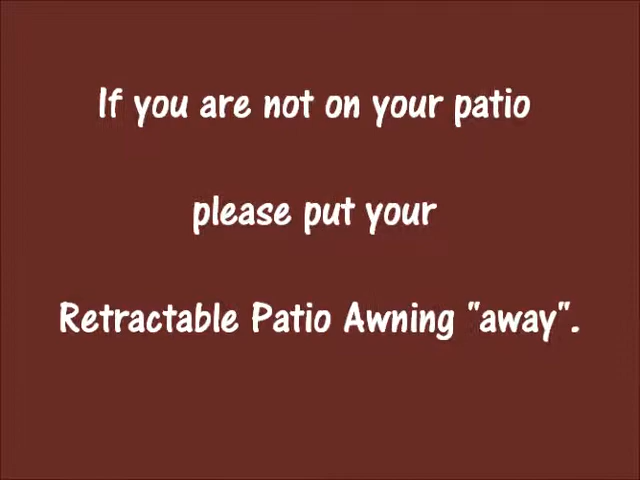 If you are not on your patio
please put your
Retractable Patio Awning "away".